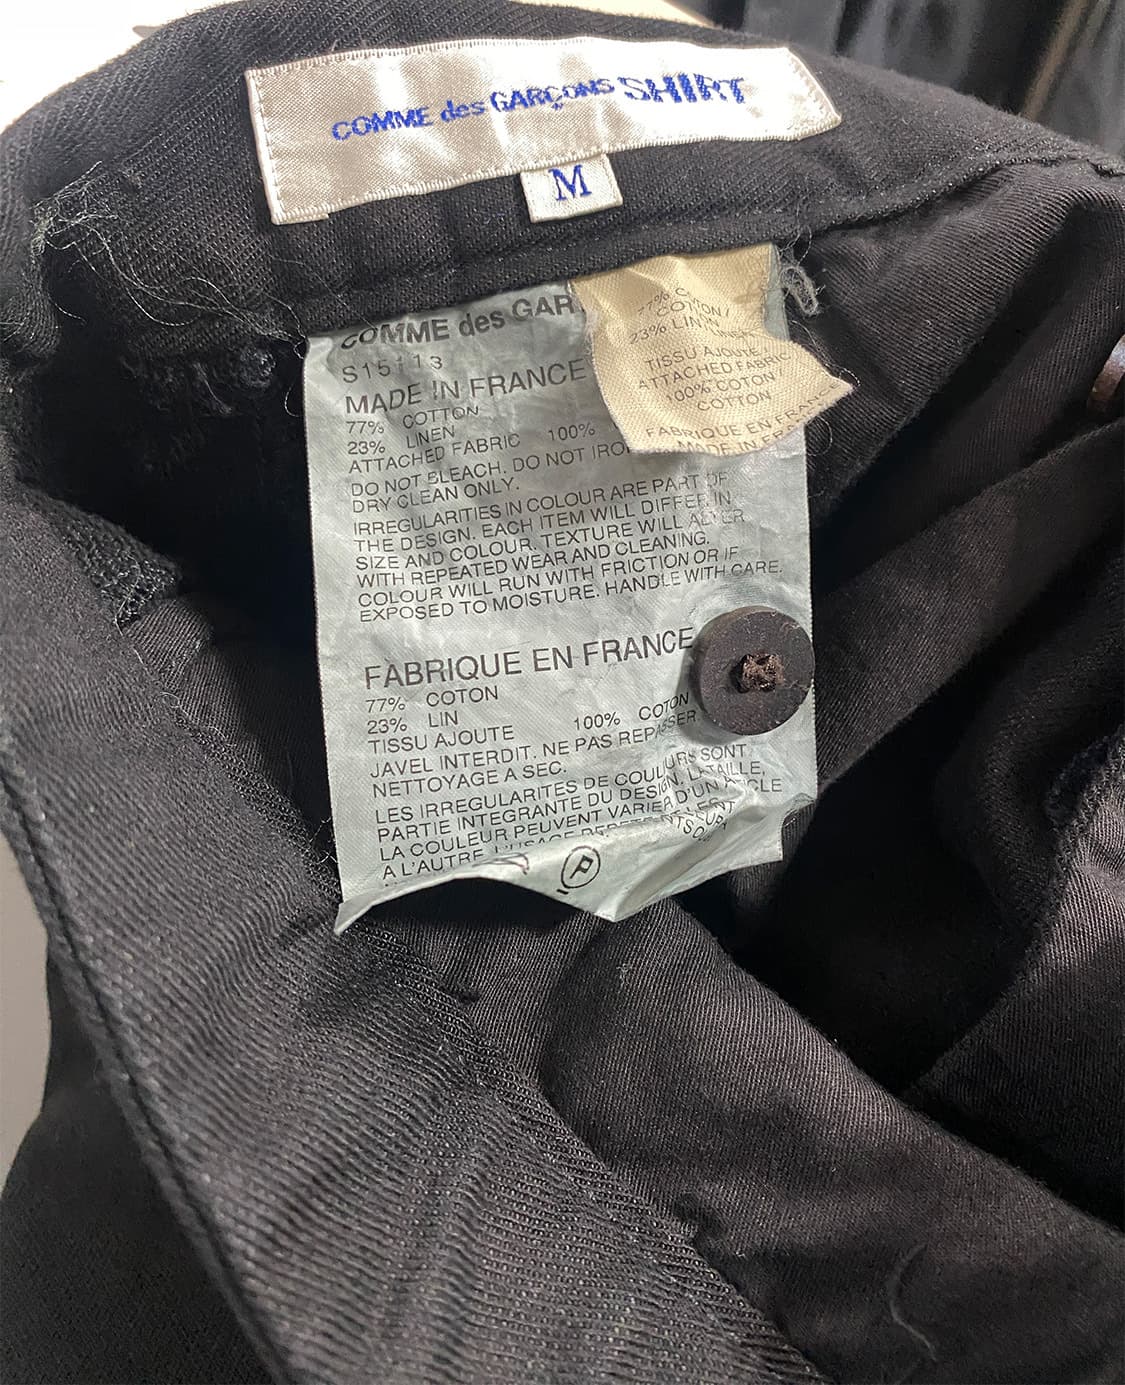 COMME des GARÇONS SHIRT
M
COMME des GAR
S15113
MADE IN FRANCE
77% COTTON
23% LINEN
ATTACHED FABRIC 100%
DO NOT BLEACH. DO NOT IRO
DRY CLEAN ONLY.
IRREGULARITIES IN COLOUR ARE PART OF
THE DESIGN. EACH ITEM WILL DIFFER IN
SIZE AND COLOUR. TEXTURE WILL ALTER
WITH REPEATED WEAR AND CLEANING.
COLOUR WILL RUN WITH FRICTION OR IF
EXPOSED TO MOISTURE. HANDLE WITH CARE.
FABRIQUE EN FRANCE
77% COTON
23% LIN
TISSU AJOUTE 100% COTON
JAVEL INTERDIT. NE PAS REPASSER
NETTOYAGE A SEC.
LES IRREGULARITES DE COULEURS SONT
PARTIE INTEGRANTE DU DESIGN. LA TAILLE,
LA COULEUR PEUVENT VARIER D'UN CLE
A L'AUTRE. L'USAGE
P
COTON /
23% LIN
TISSU AJOUTE
ATTACHED FABRIC
100% COTON
COTTON
FABRIQUE EN FRANC
MADE IN F